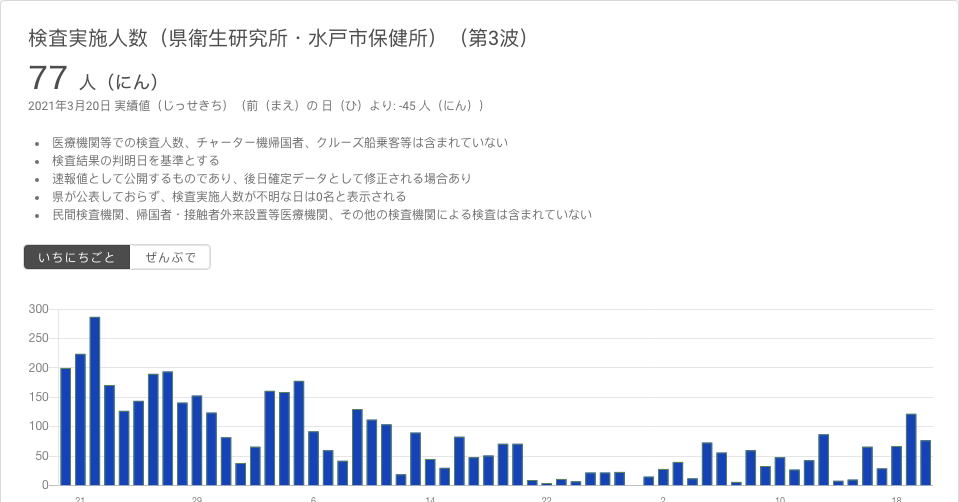 検査実施人数（県衛生研究所・水戸市保健所）（第3波）
77 人（にん）
2021年3月20日 実績値（じっせきち）（前（まえ）の 日（ひ）より: -45 人（にん））
• 医療機関等での検査人数、チャーター機帰国者、クルーズ船乗客等は含まれていない
• 検査結果の判明日を基準とする
• 速報値として公開するものであり、後日確定データとして修正される場合あり
• 県が公表しておらず、検査実施人数が不明な日は0名と表示される
• 民間検査機関、帰国者・接触者外来設置等医療機関、その他の検査機関による検査は含まれていない
いちにちごと ぜんぶで
300
250
200
150
100
50
0
21 29 6 14 22 2 10 18